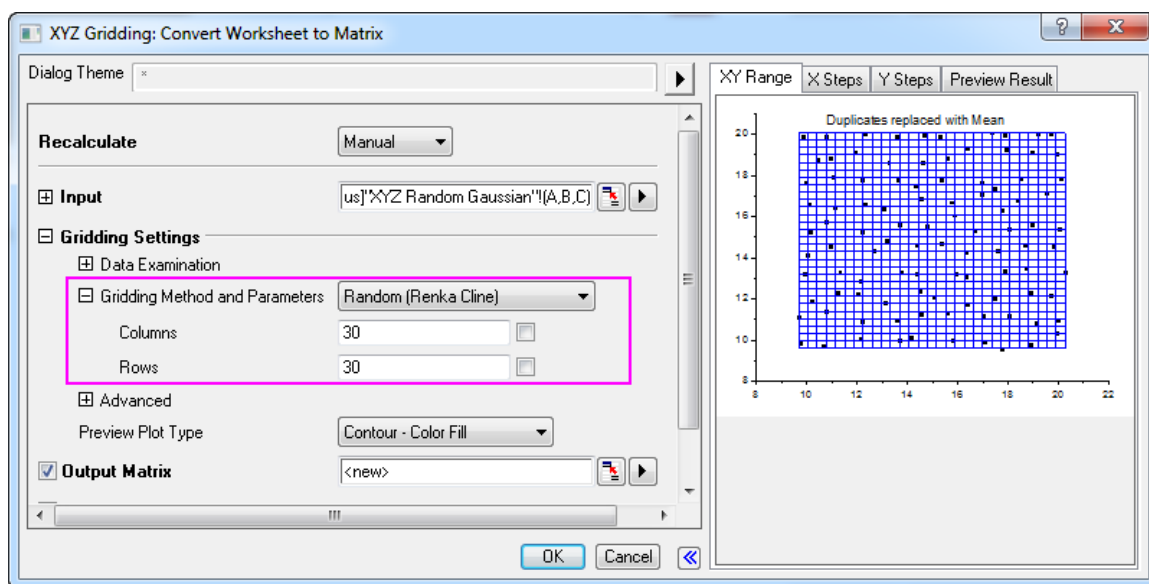 XYZ Gridding: Convert Worksheet to Matrix
Dialog Theme *
Recalculate Manual
Input us]"XYZ Random Gaussian"!(A,B,C)
Gridding Settings
Data Examination
Gridding Method and Parameters Random (Renka Cline)
Columns 30
Rows 30
Advanced
Preview Plot Type Contour - Color Fill
Output Matrix <new>
OK Cancel
XY Range X Steps Y Steps Preview Result
Duplicates replaced with Mean
20
18
16
14
12
10
8
8 10 12 14 16 18 20 22